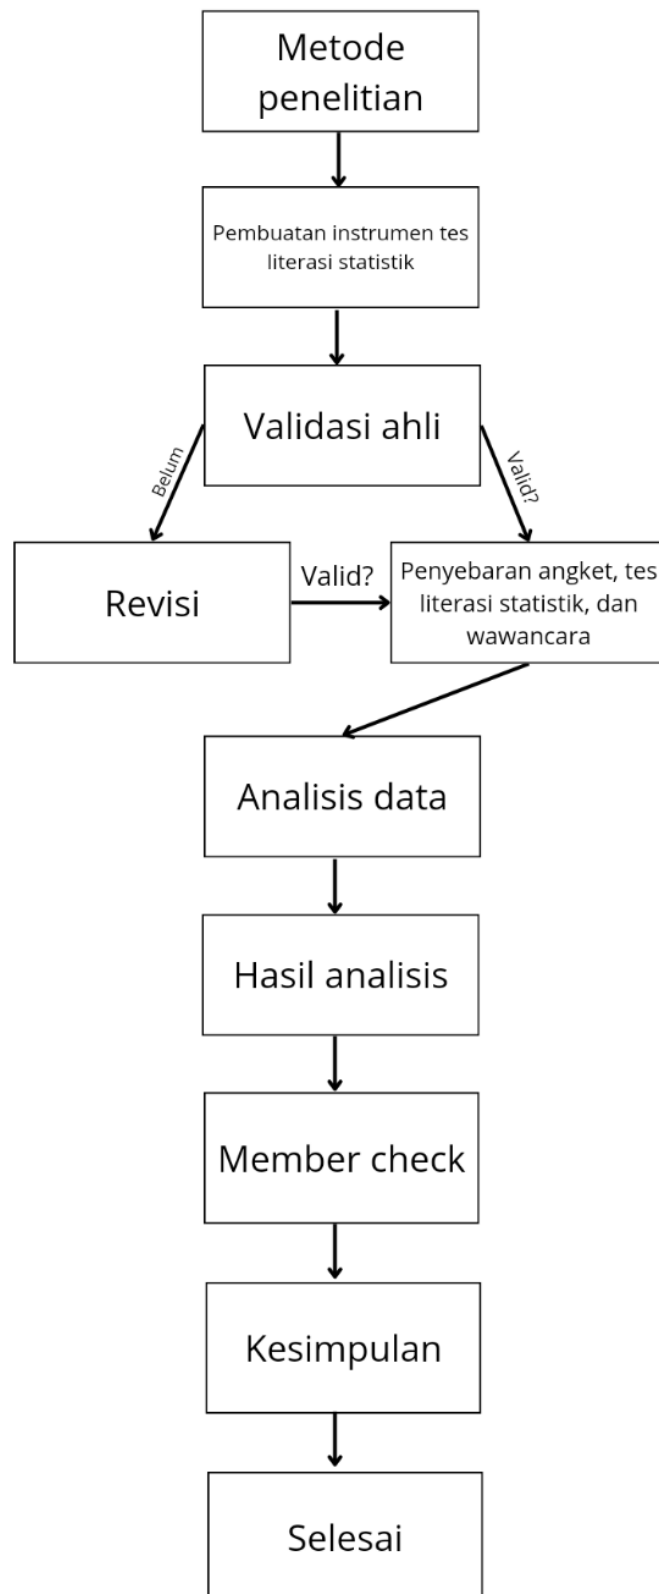 Metode
penelitian
Pembuatan instrumen tes
literasi statistik
Validasi ahli
Belum
Valid?
Revisi
Valid?
Penyebaran angket, tes
literasi statistik, dan
wawancara
Analisis data
Hasil analisis
Member check
Kesimpulan
Selesai